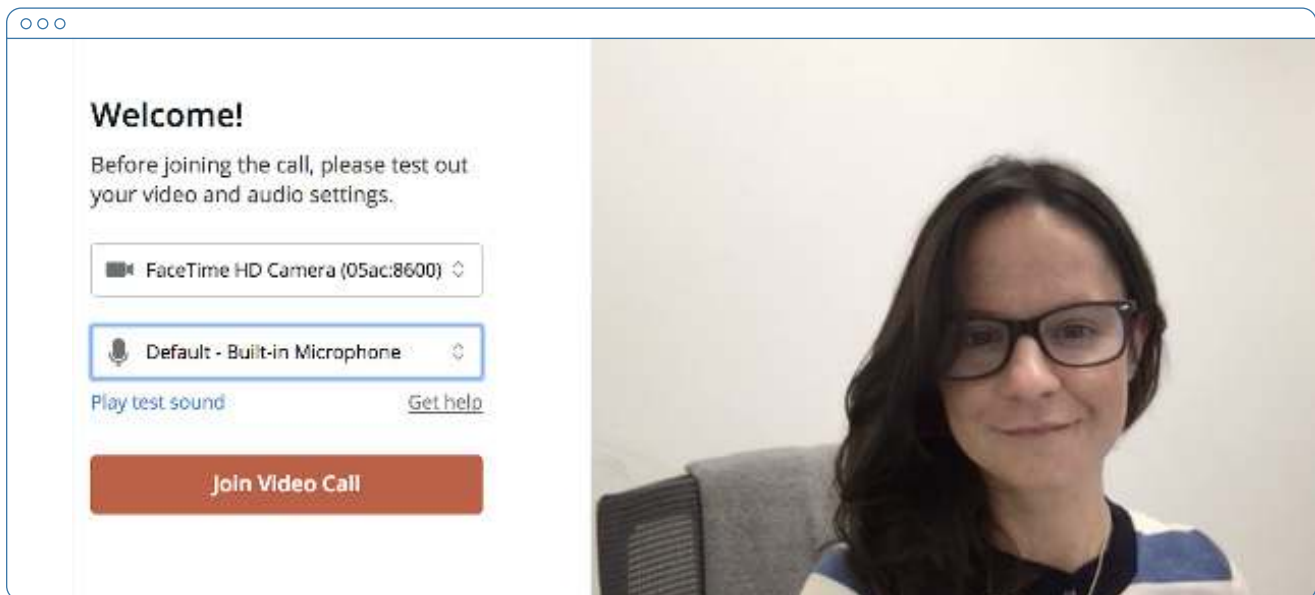 Welcome!
Before joining the call, please test out
your video and audio settings.
FaceTime HD Camera (05ac:8600)
Default - Built-in Microphone
Play test sound Get help
Join Video Call